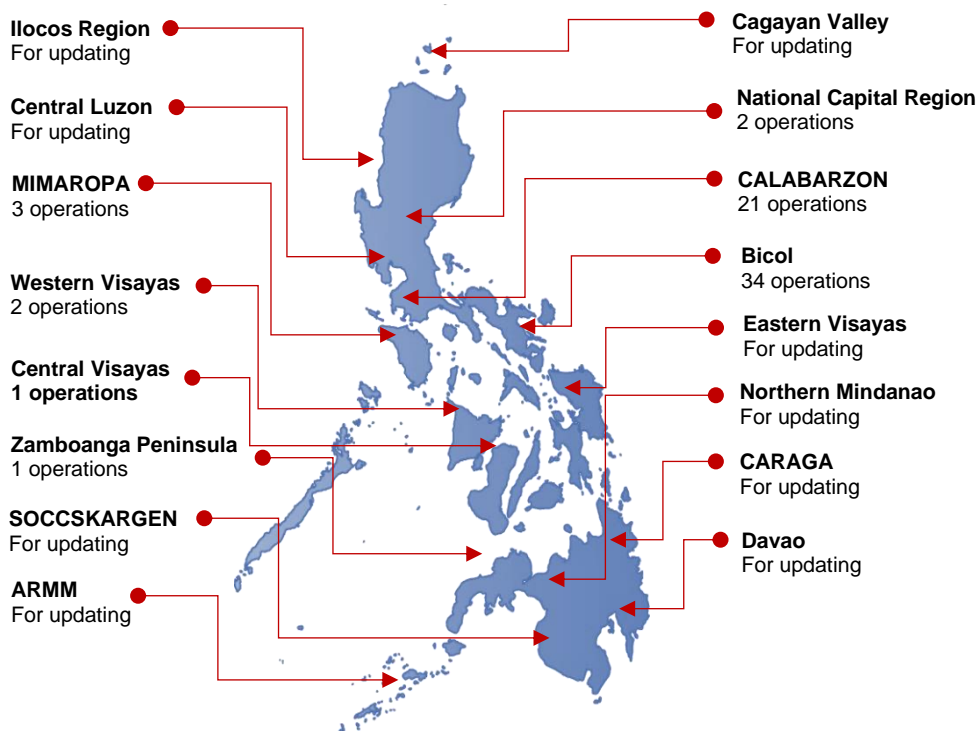 Ilocos Region
For updating
Central Luzon
For updating
MIMAROPA
3 operations
Western Visayas
2 operations
Central Visayas
1 operations
Zamboanga Peninsula
1 operations
SOCCSKARGEN
For updating
ARMM
For updating
Cagayan Valley
For updating
National Capital Region
2 operations
CALABARZON
21 operations
Bicol
34 operations
Eastern Visayas
For updating
Northern Mindanao
For updating
CARAGA
For updating
Davao
For updating